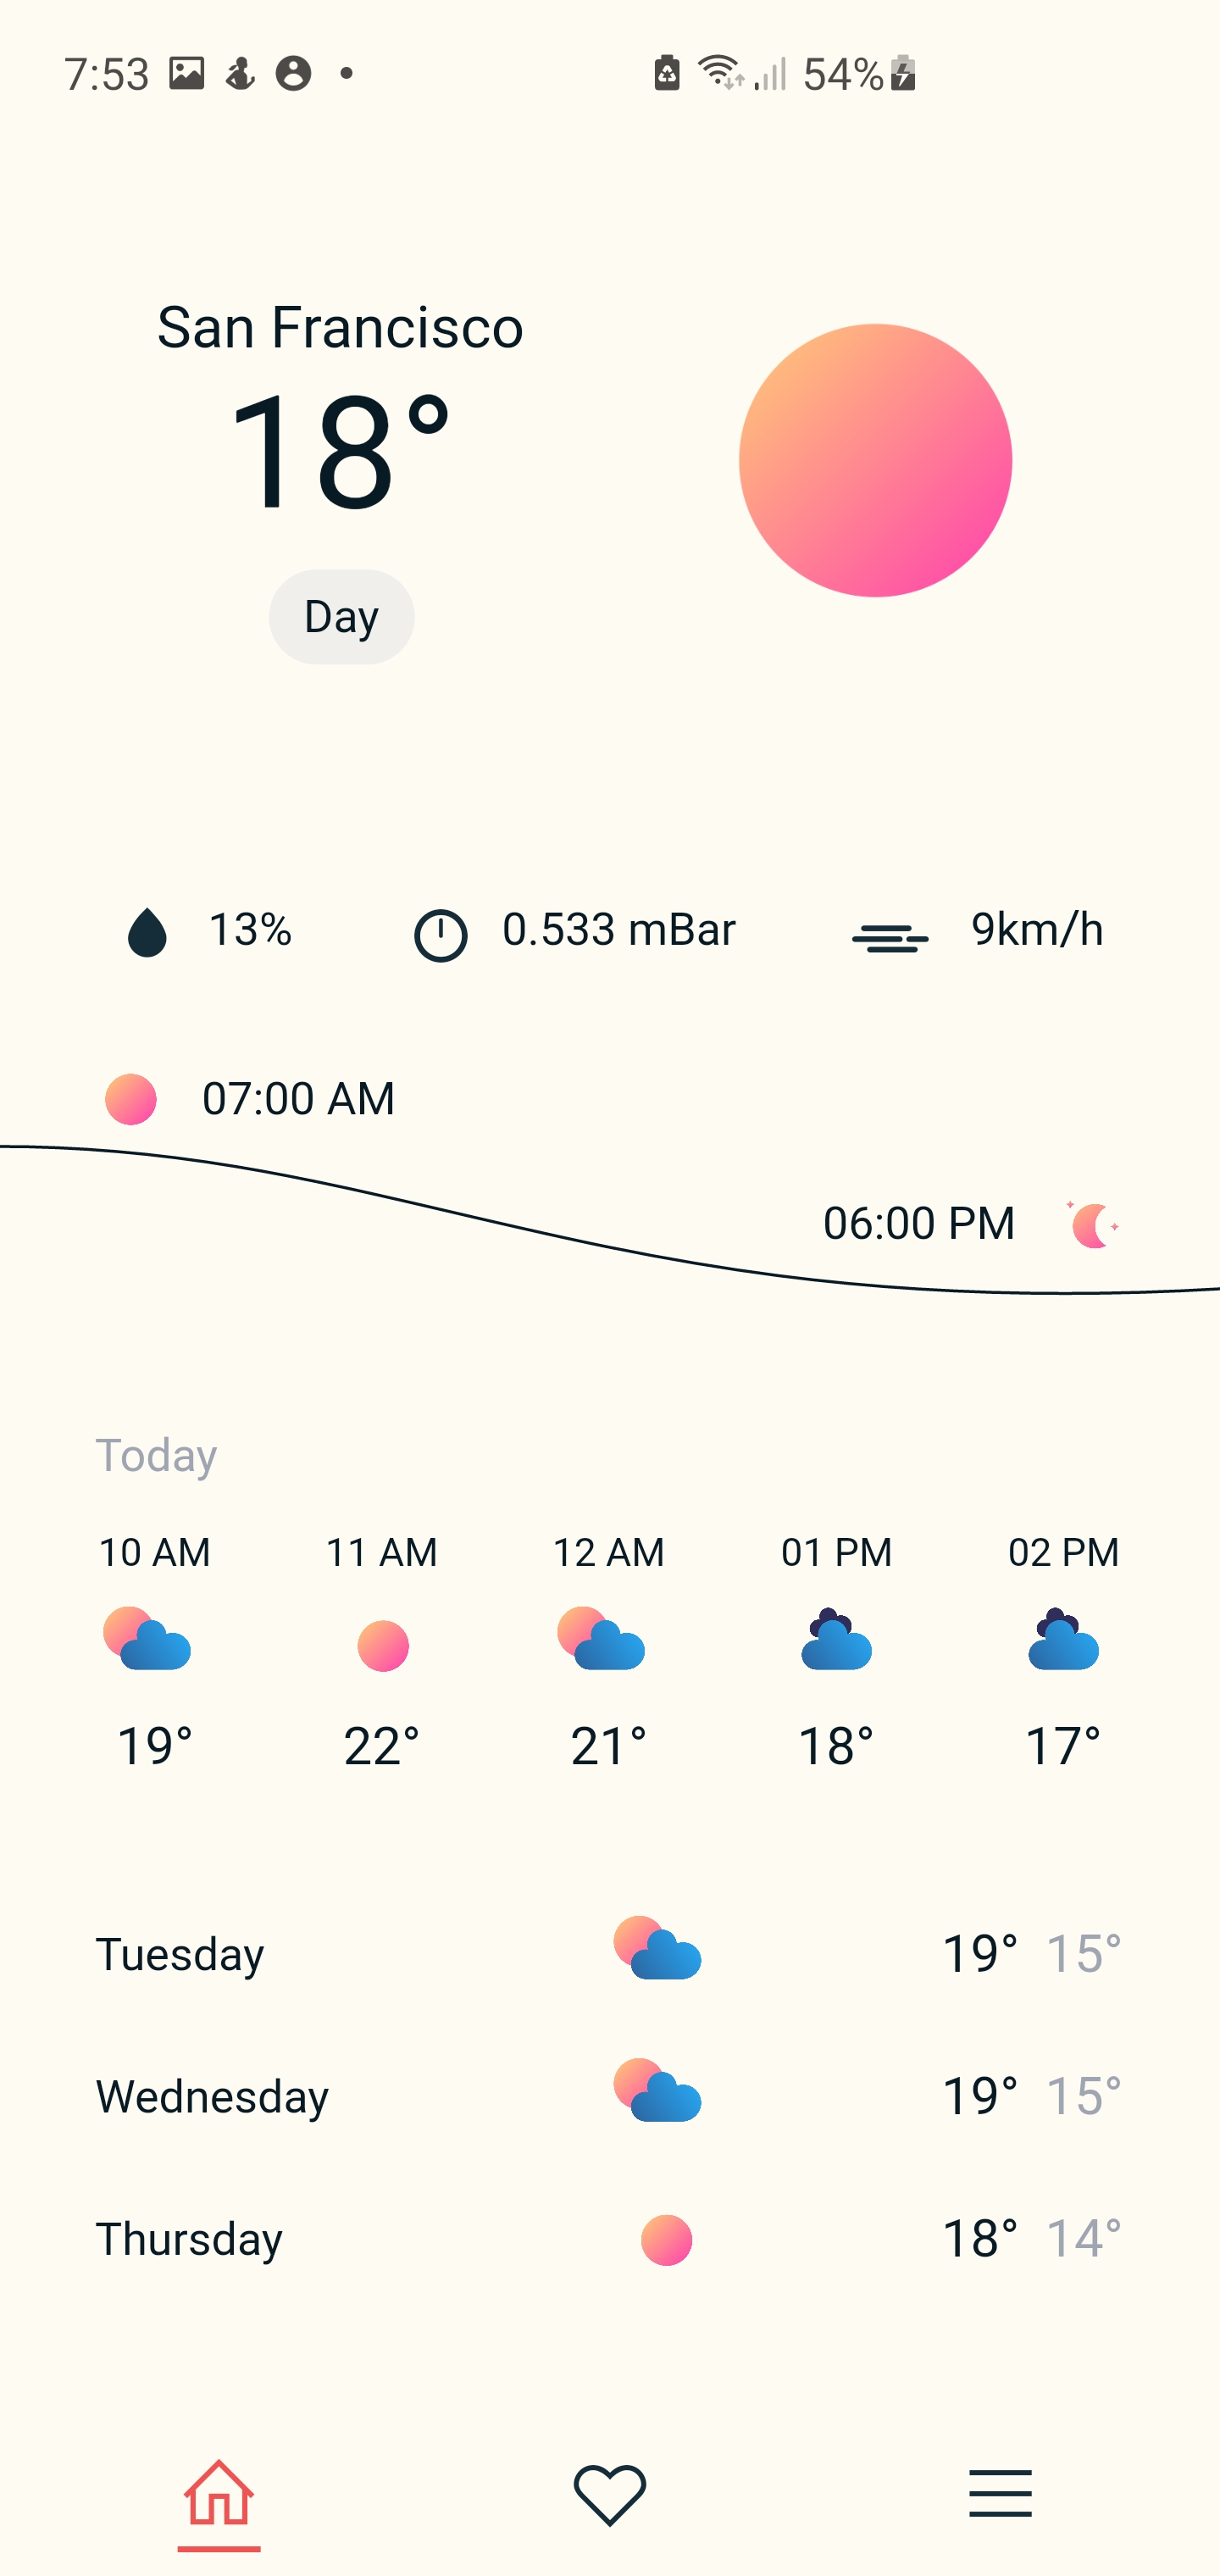 7:53 54%
San Francisco
18°
Day
13% 0.533 mBar 9km/h
07:00 AM
06:00 PM
Today
10 AM 11 AM 12 AM 01 PM 02 PM
19° 22° 21° 18° 17°
Tuesday 19° 15°
Wednesday 19° 15°
Thursday 18° 14°